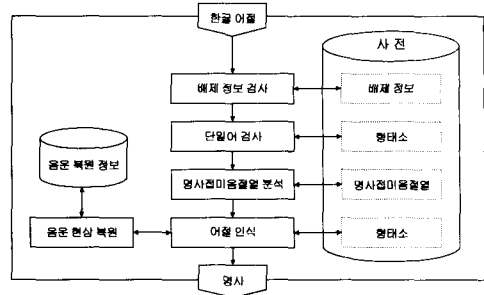 한글 어절
사 전
배제 정보 검사
배제 정보
단일어 검사
형태소
음운 복원 정보
명사접미음절열 분석
명사접미음절열
음운 현상 복원
어절 인식
형태소
명사